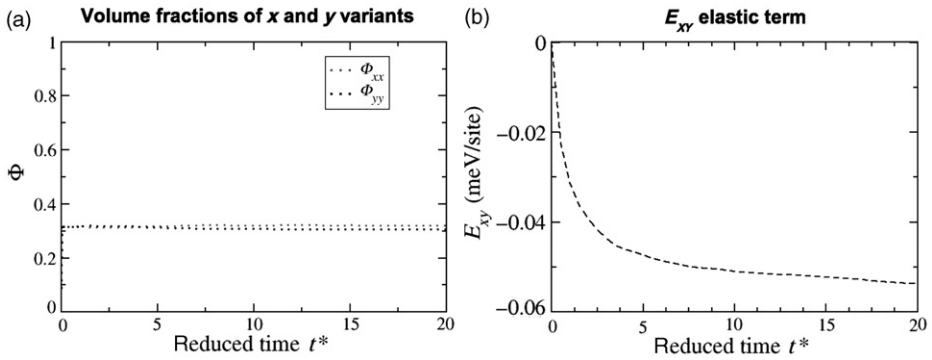 (a) Volume fractions of x and y variants
1
0.8
0.6
0.4
0.2
0
Φ
Φxx
Φyy
0 5 10 15 20
Reduced time t*
(b) EXY elastic term
0
−0.02
−0.04
−0.06
Exy (meV/site)
0 5 10 15 20
Reduced time t*